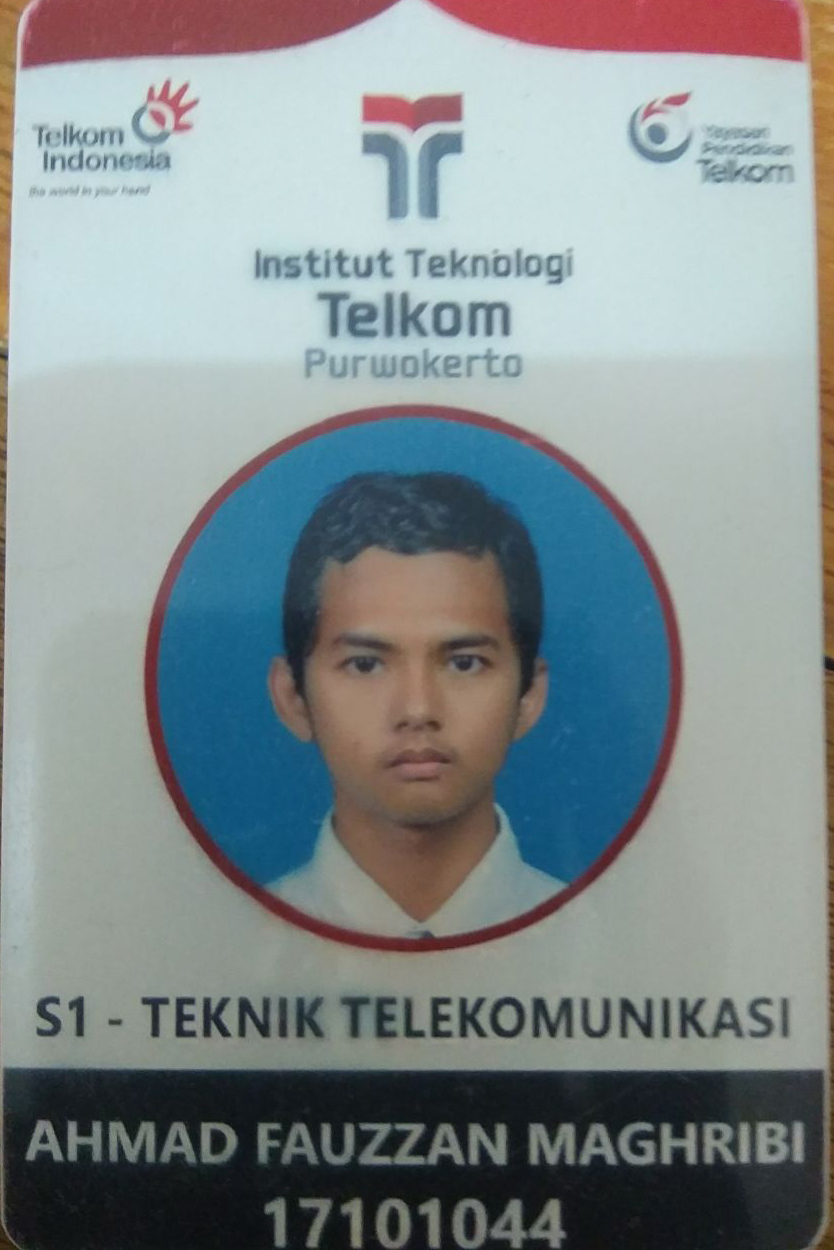 Telkom
Indonesia
the world in your hand
Yayasan
Pendidikan
Telkom
Institut Teknologi
Telkom
Purwokerto
S1 - TEKNIK TELEKOMUNIKASI
AHMAD FAUZZAN MAGHRIBI
17101044